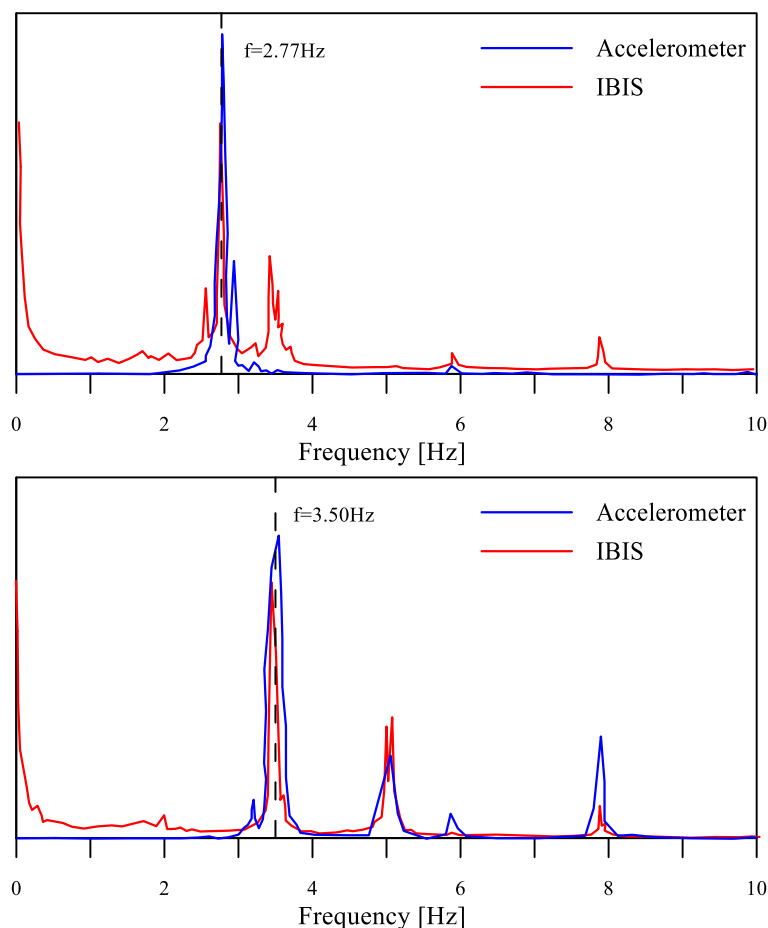 f=2.77Hz
Accelerometer
IBIS
0 2 4 6 8 10
Frequency [Hz]
f=3.50Hz
Accelerometer
IBIS
0 2 4 6 8 10
Frequency [Hz]